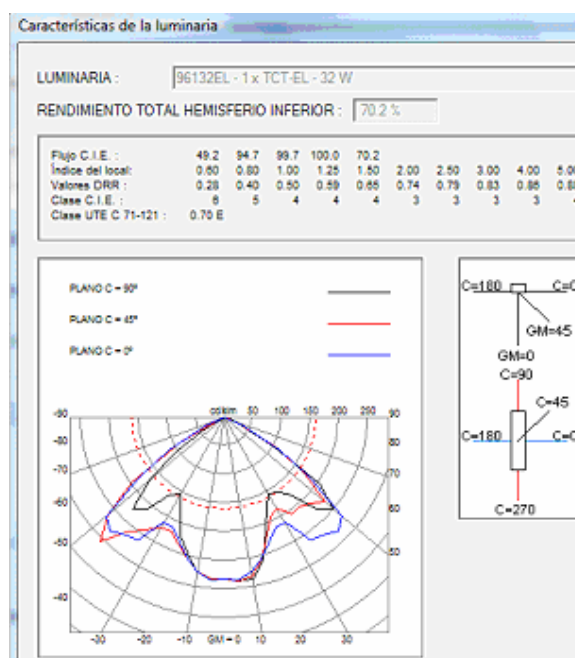 Características de la luminaria
LUMINARIA : 96132EL - 1 x TCT-EL - 32 W
RENDIMIENTO TOTAL HEMISFERIO INFERIOR : 70.2 %
Flujo C.I.E. : 49.2 94.7 99.7 100.0 70.2
Índice del local: 0.60 0.80 1.00 1.25 1.50 2.00 2.50 3.00 4.00 5.00
Valores DRR : 0.28 0.40 0.50 0.59 0.65 0.74 0.79 0.83 0.86
Clase C.I.E. : 6 5 4 4 4 3 3 3 3
Clase UTE C 71-121 : 0.70 E
PLANO C = 90º
PLANO C = 45º
PLANO C = 0º
-90 cd/klm 50 100 150 200 250 90
-80 80
-70 70
-60 60
-50 50
-40
-30 -20 -10 GM = 0 10 20 30
C=180
GM=45
GM=0
C=90
C=45
C=180
C=270